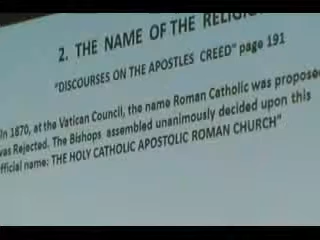 2. THE NAME OF THE
"DISCOURSES ON THE APOSTLES CREED" page 191
In 1870, at the Vatican Council, the name Roman Catholic was
was Rejected. The Bishops assembled unanimously decided upon this
official name: THE HOLY CATHOLIC APOSTOLIC ROMAN CHURCH"